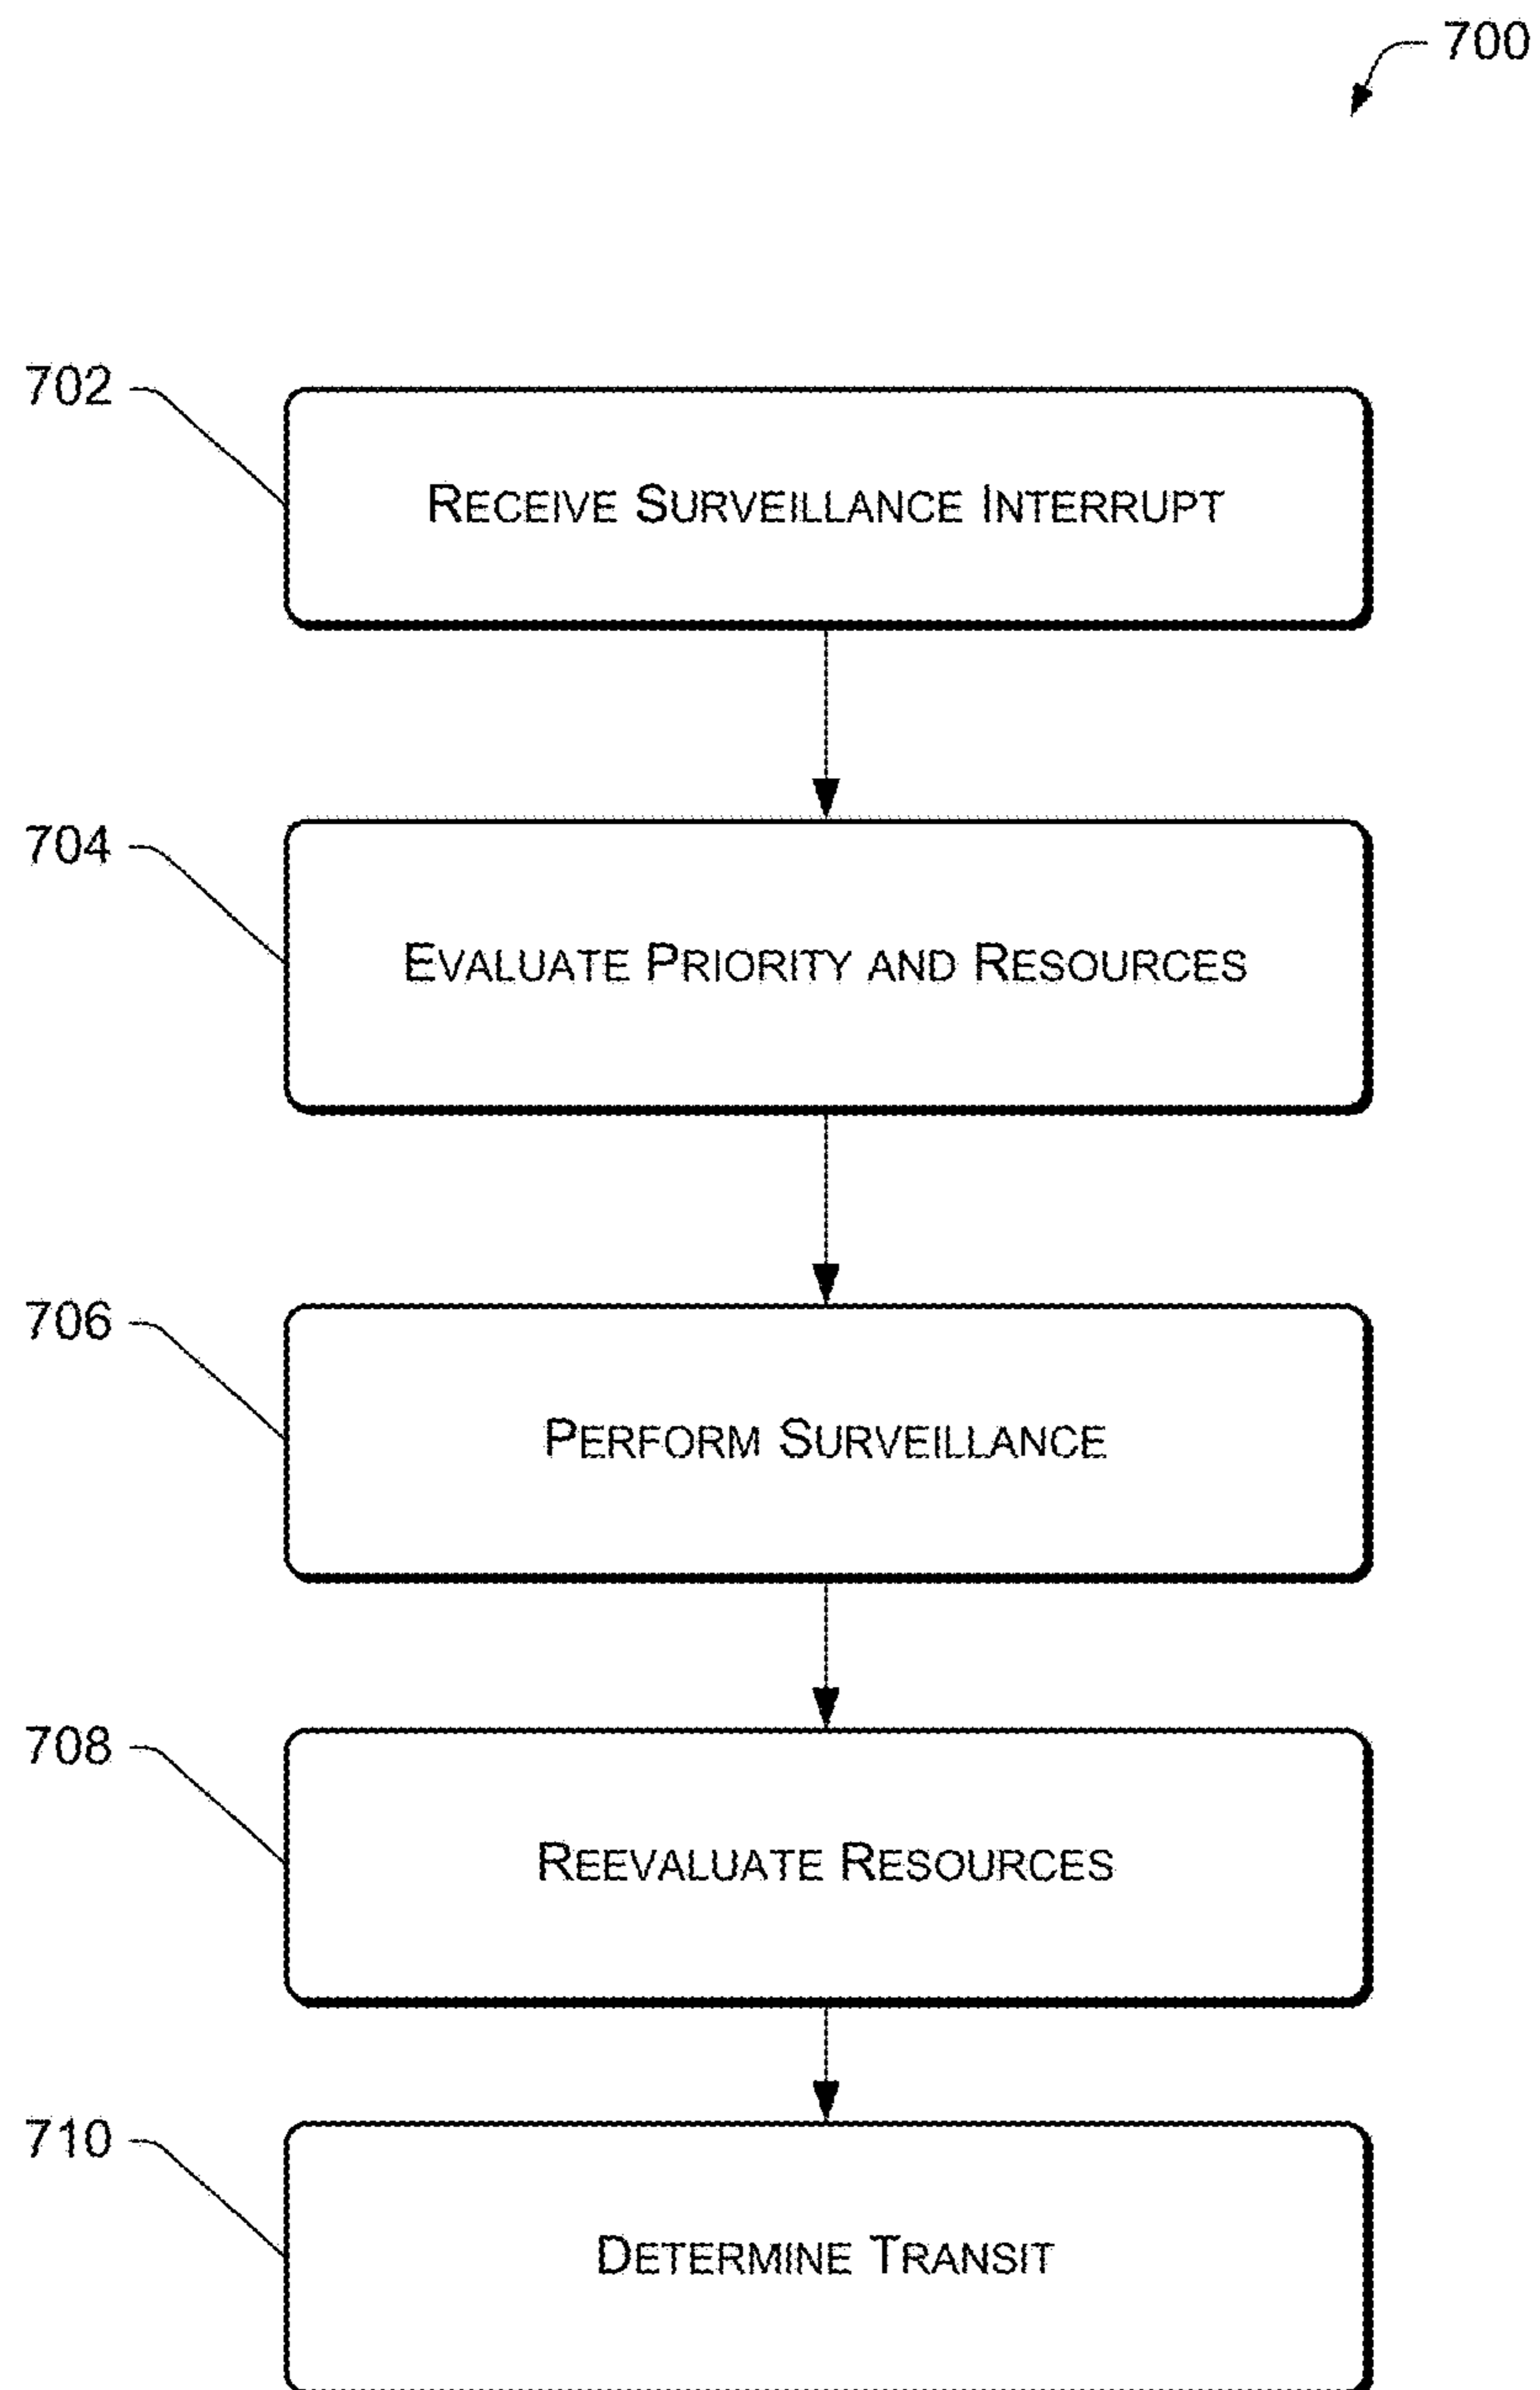 700
702
RECEIVE SURVEILLANCE INTERRUPT
704
EVALUATE PRIORITY AND RESOURCES
706
PERFORM SURVEILLANCE
708
REEVALUATE RESOURCES
710
DETERMINE TRANSIT